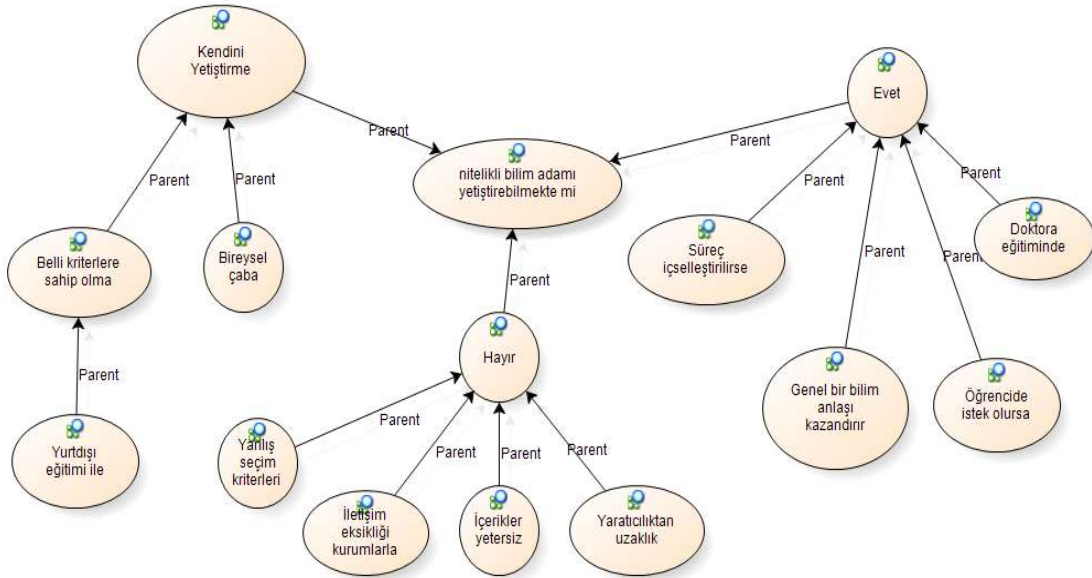 Kendini
Yetiştirme
Evet
Parent
Parent
nitelikli bilim adamı
yetiştirebilmekte mi
Parent
Parent
Parent
Parent
Belli kriterlere
sahip olma
Bireysel
çaba
Süreç
içselleştirilirse
Doktora
eğitiminde
Parent
Parent
Parent
Hayır
Parent
Genel bir bilim
anlaşı
kazandırır
Öğrencide
istek olursa
Yurtdışı
eğitimi ile
Parent
Parent
Parent
Parent
Yanlış
seçim
kriterleri
İletişim
eksikliği
kurumlarla
İçerikler
yetersiz
Yaratıcılıktan
uzaklık